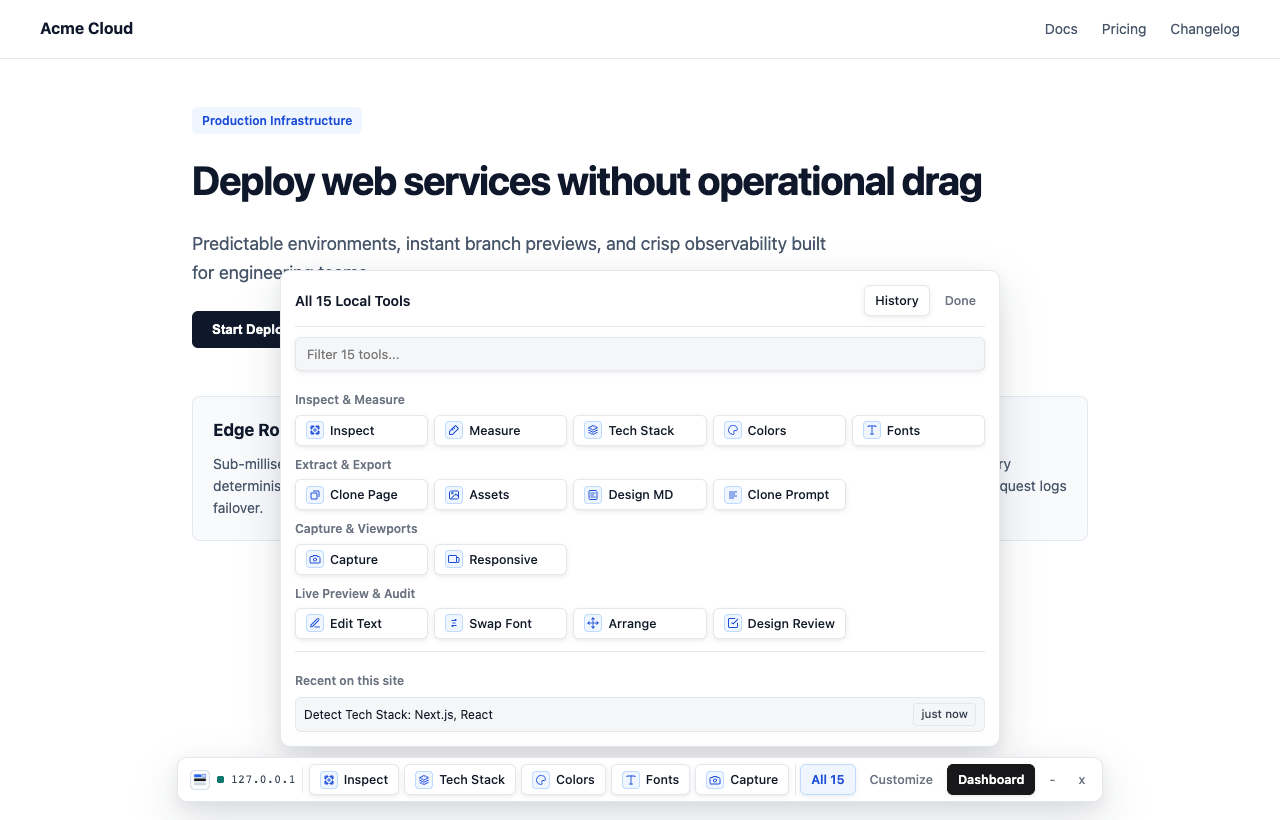 Acme Cloud
Docs Pricing Changelog
Production Infrastructure
Deploy web services without operational drag
Predictable environments, instant branch previews, and crisp observability built
for engineering teams.
Start Deplo
Edge Ro
Sub-millise
determinis
failover.
ry
quest logs
All 15 Local Tools
History Done
Filter 15 tools...
Inspect & Measure
Inspect Measure Tech Stack Colors Fonts
Extract & Export
Clone Page Assets Design MD Clone Prompt
Capture & Viewports
Capture Responsive
Live Preview & Audit
Edit Text Swap Font Arrange Design Review
Recent on this site
Detect Tech Stack: Next.js, React just now
127.0.0.1 Inspect Tech Stack Colors Fonts Capture All 15 Customize Dashboard - x